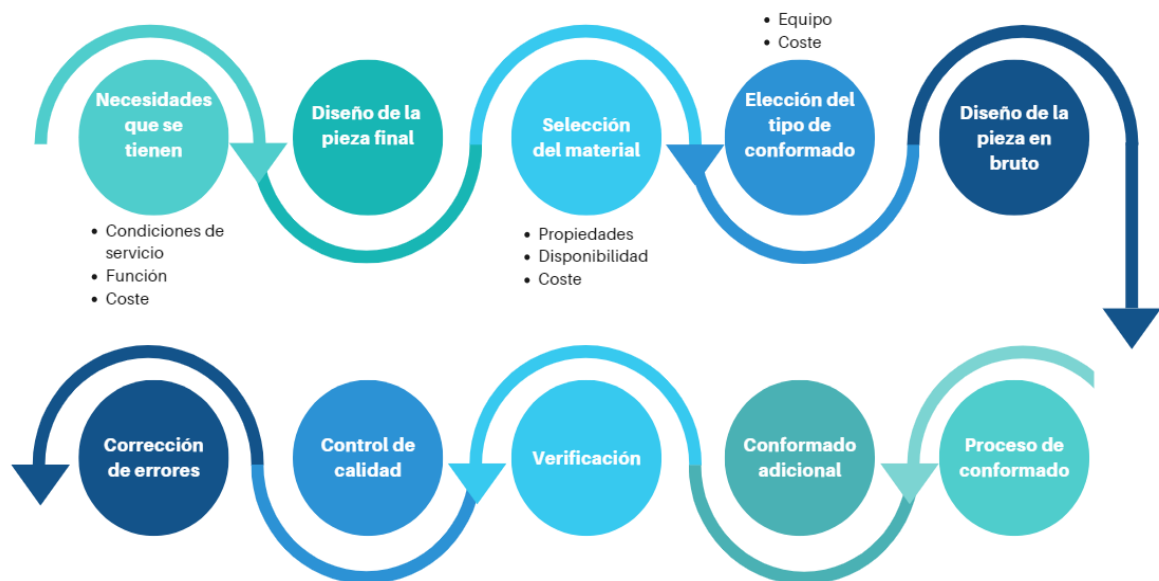 Necesidades
que se
tienen
• Condiciones de
servicio
• Función
• Coste
Diseño de la
pieza final
Selección
del material
• Propiedades
• Disponibilidad
• Coste
• Equipo
• Coste
Elección del
tipo de
conformado
Diseño de la
pieza en
bruto
Proceso de
conformado
Conformado
adicional
Verificación
Control de
calidad
Corrección
de errores